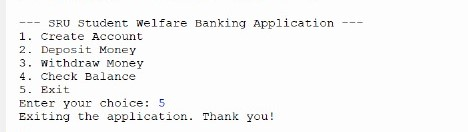 --- SRU Student Welfare Banking Application ---
1. Create Account
2. Deposit Money
3. Withdraw Money
4. Check Balance
5. Exit
Enter your choice: 5
Exiting the application. Thank you!